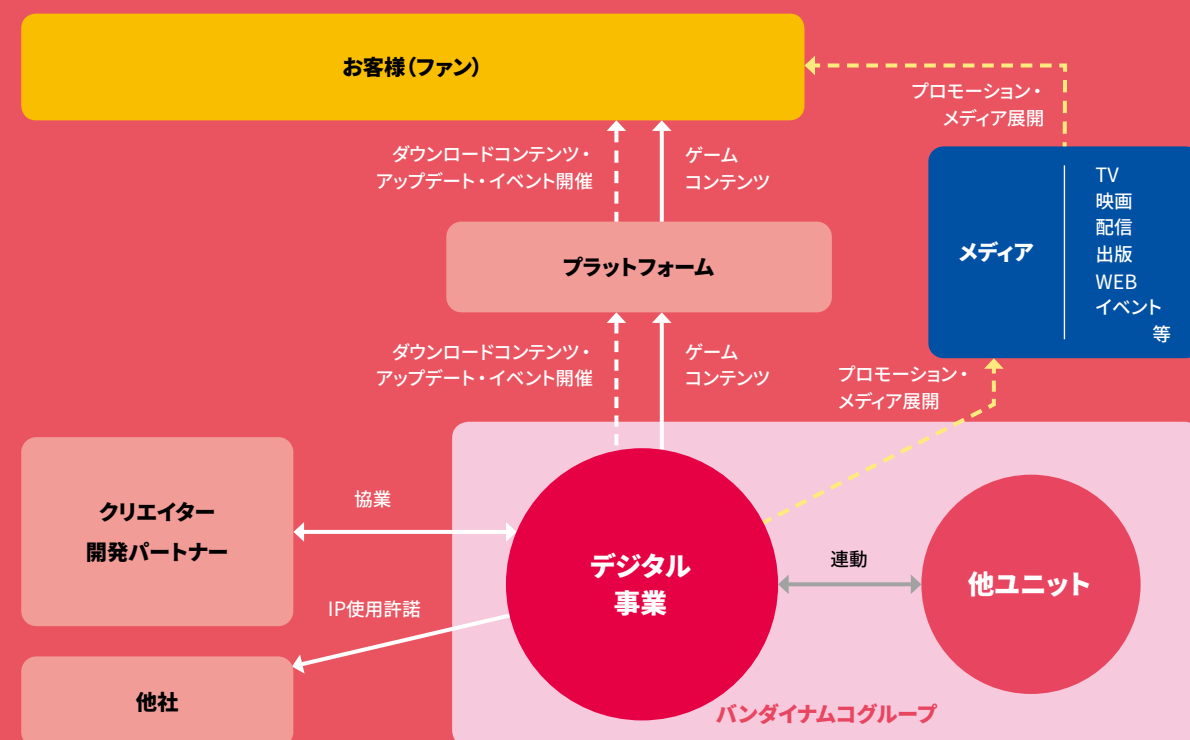 お客様（ファン）
プロモーション・
メディア展開
ダウンロードコンテンツ・
アップデート・イベント開催
ゲーム
コンテンツ
プラットフォーム
メディア
TV
映画
配信
出版
WEB
イベント
等
ダウンロードコンテンツ・
アップデート・イベント開催
ゲーム
コンテンツ
プロモーション・
メディア展開
クリエイター
開発パートナー
協業
デジタル
事業
連動
他ユニット
IP使用許諾
他社
バンダイナムコグループ